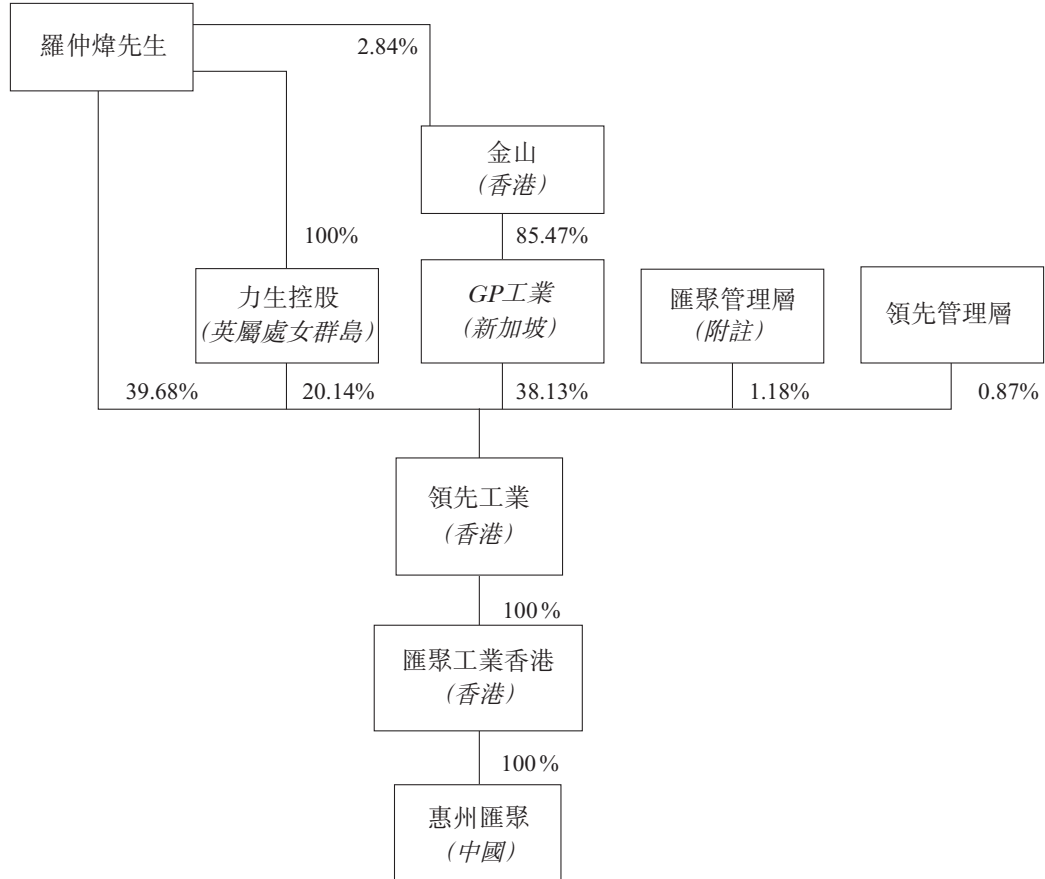 羅仲煒先生
2.84%
金山
(香港)
100%
85.47%
力生控股
(英屬處女群島)
GP工業
(新加坡)
匯聚管理層
(附註)
領先管理層
39.68%
20.14%
38.13%
1.18%
0.87%
領先工業
(香港)
100%
匯聚工業香港
(香港)
100%
惠州匯聚
(中國)